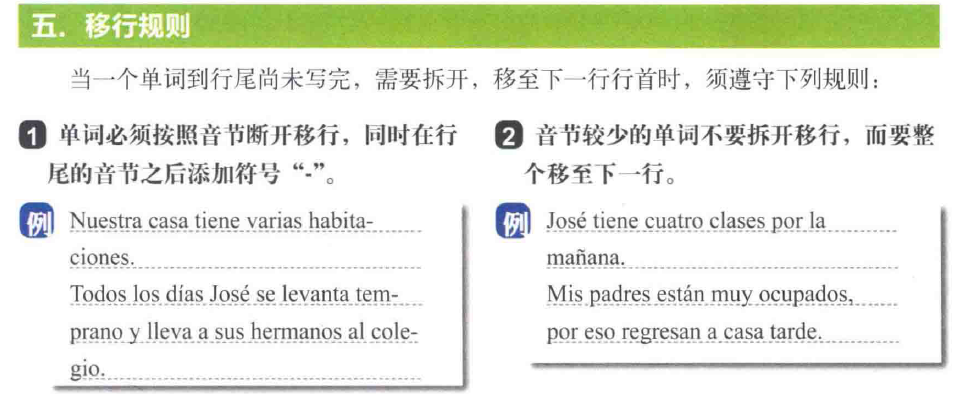 五．移行规则
当一个单词到行尾尚未写完，需要拆开，移至下一行行首时，须遵守下列规则：
1 单词必须按照音节断开移行，同时在行
尾的音节之后添加符号“-”。
例 Nuestra casa tiene varias habita-
ciones.
Todos los días José se levanta tem-
prano y lleva a sus hermanos al cole-
gio.
2 音节较少的单词不要拆开移行，而要整
个移至下一行。
例 José tiene cuatro clases por la
mañana.
Mis padres están muy ocupados,
por eso regresan a casa tarde.